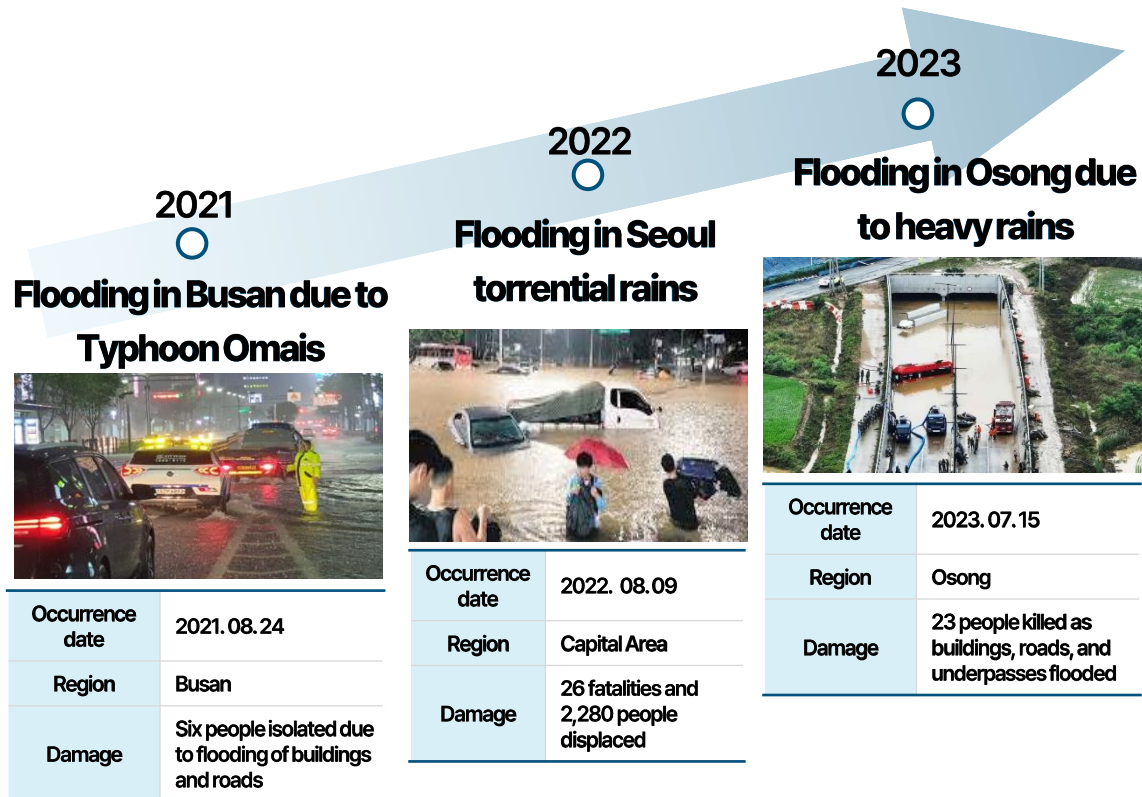 2021
Flooding in Busan due to
Typhoon Omais
Occurrence
date
2021.08.24
Region
Busan
Damage
Six people isolated due
to flooding of buildings
and roads
2022
Flooding in Seoul
torrential rains
Occurrence
date
2022. 08.09
Region
Capital Area
Damage
26 fatalities and
2,280 people
displaced
2023
Flooding in Osong due
to heavy rains
Occurrence
date
2023.07.15
Region
Osong
Damage
23 people killed as
buildings, roads, and
underpasses flooded